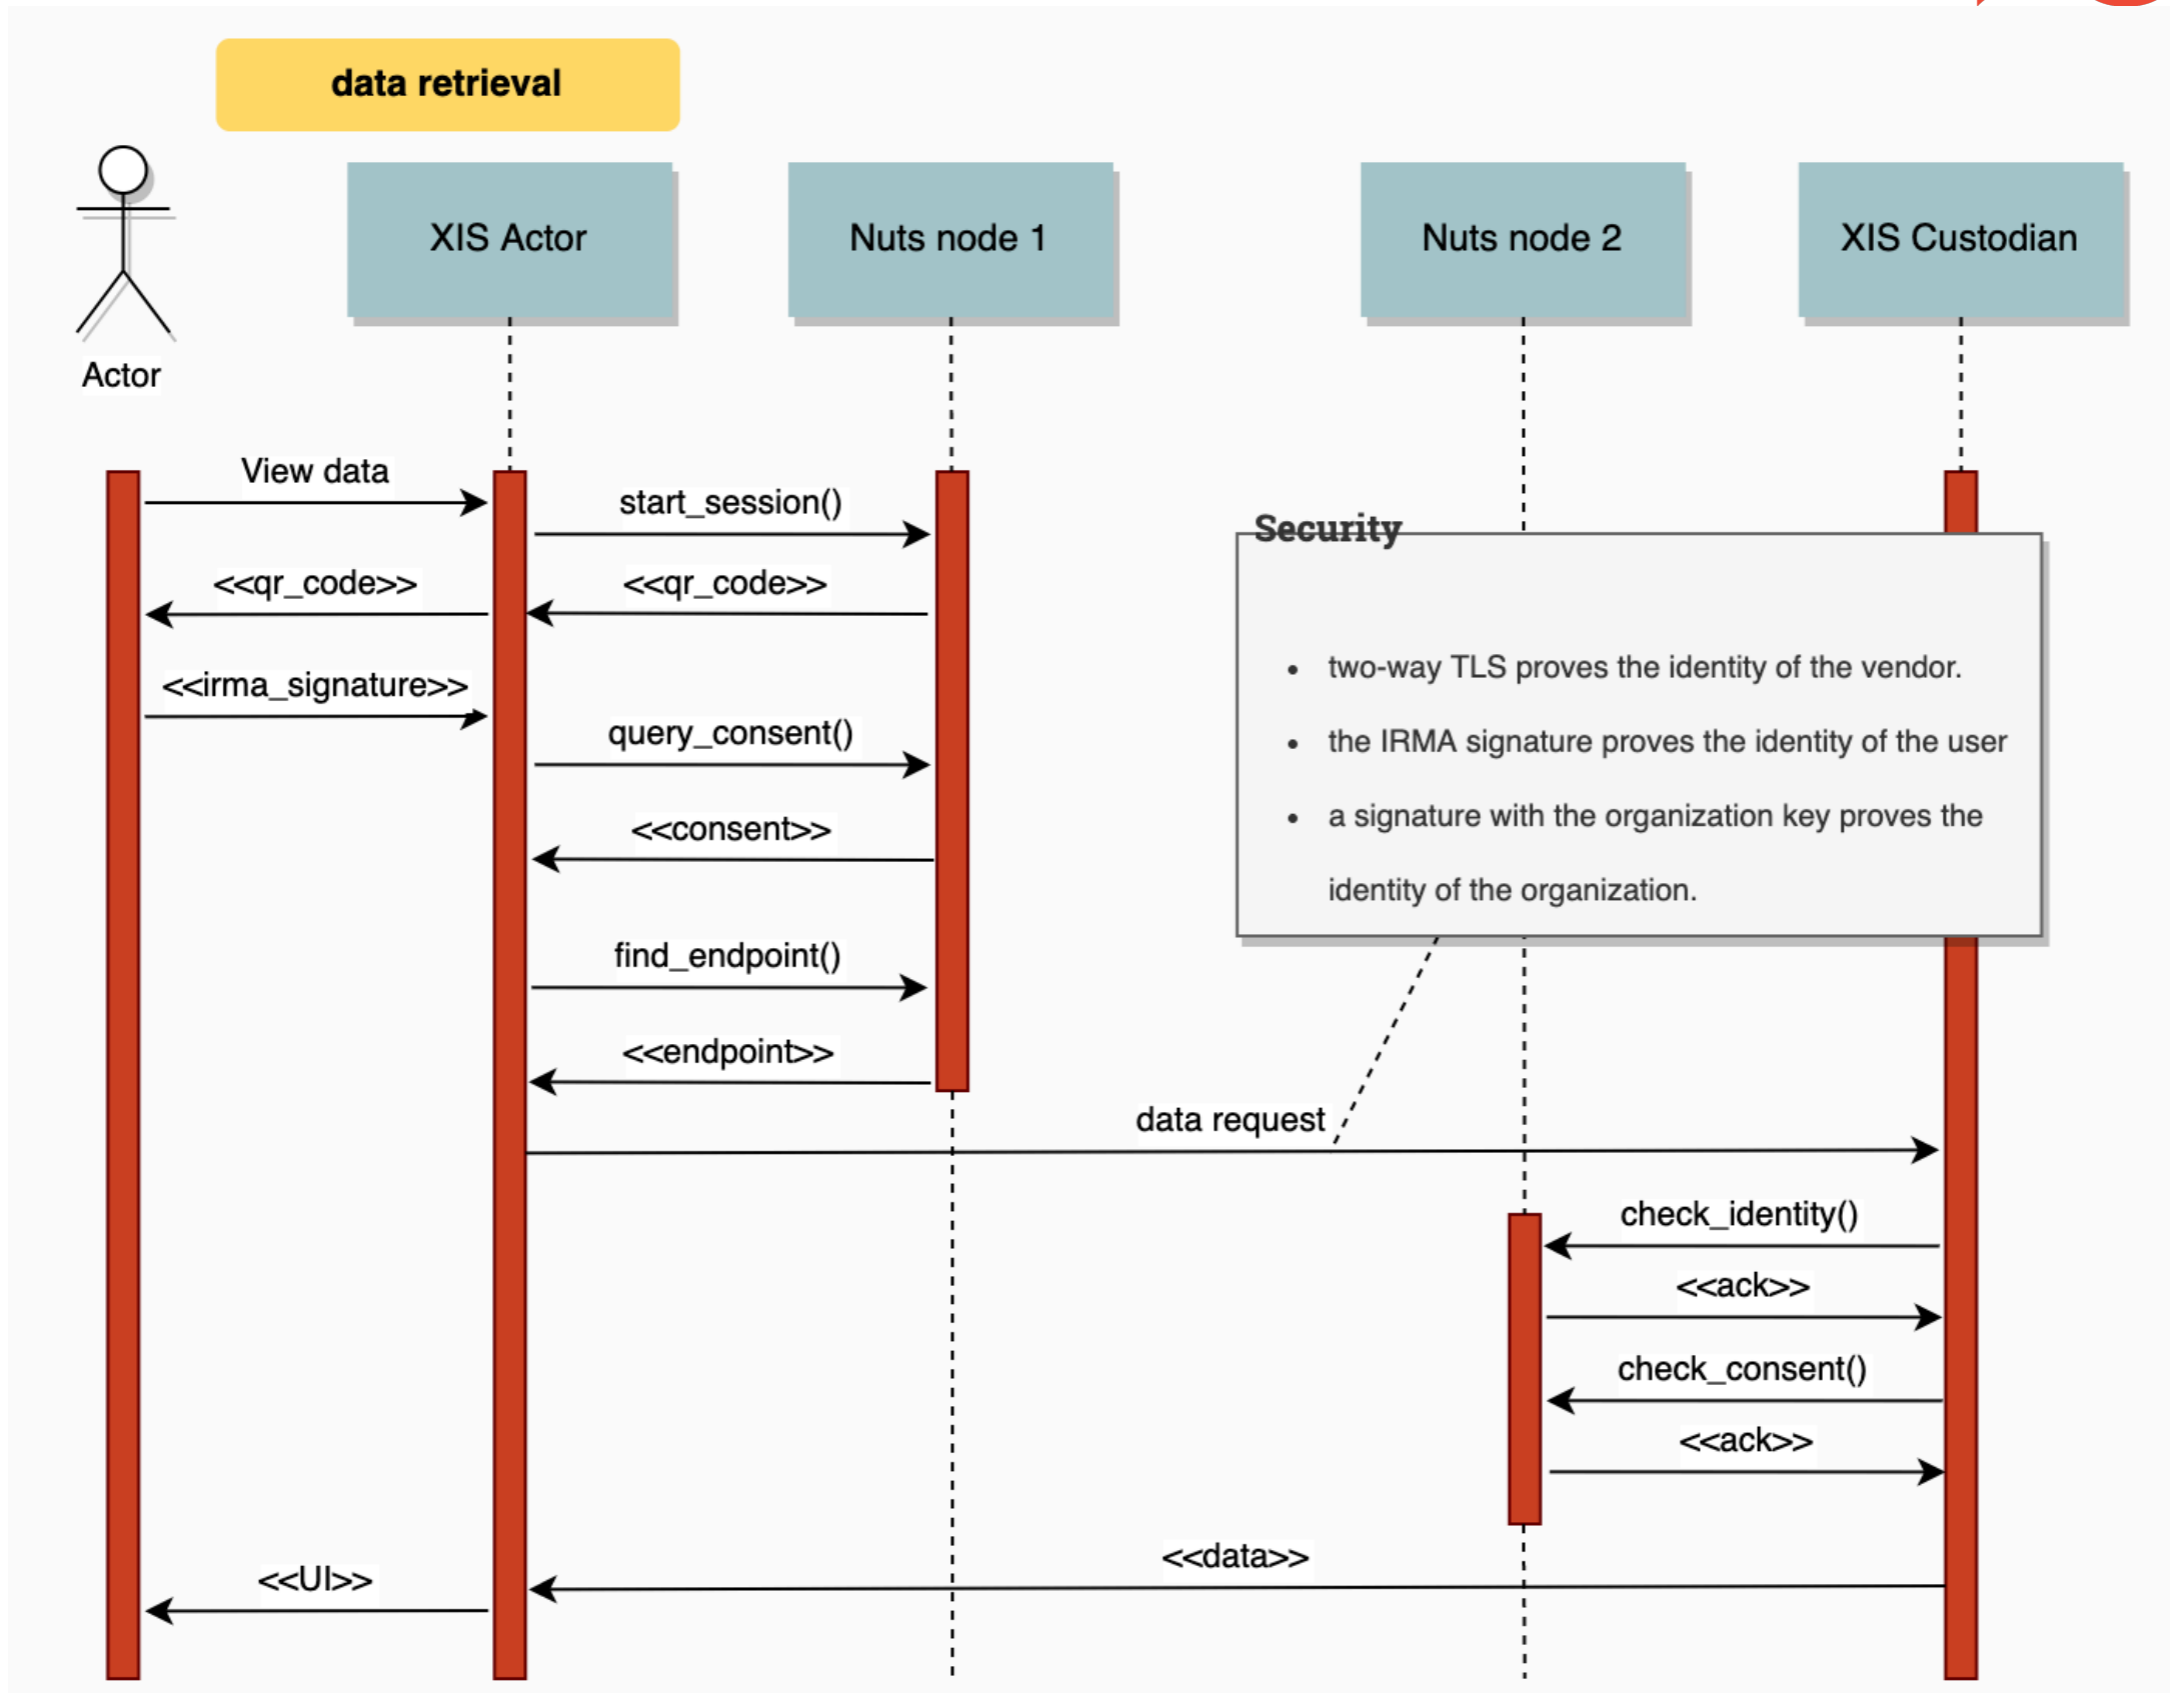 data retrieval
XIS Actor
Nuts node 1
Nuts node 2
XIS Custodian
Actor
View data
start_session()
<<qr_code>>
<<qr_code>>
<<irma_signature>>
query_consent()
<<consent>>
find_endpoint()
<<endpoint>>
Security
• two-way TLS proves the identity of the vendor.
• the IRMA signature proves the identity of the user
• a signature with the organization key proves the
identity of the organization.
data request
check_identity()
<<ack>>
check_consent()
<<ack>>
<<data>>
<<UI>>